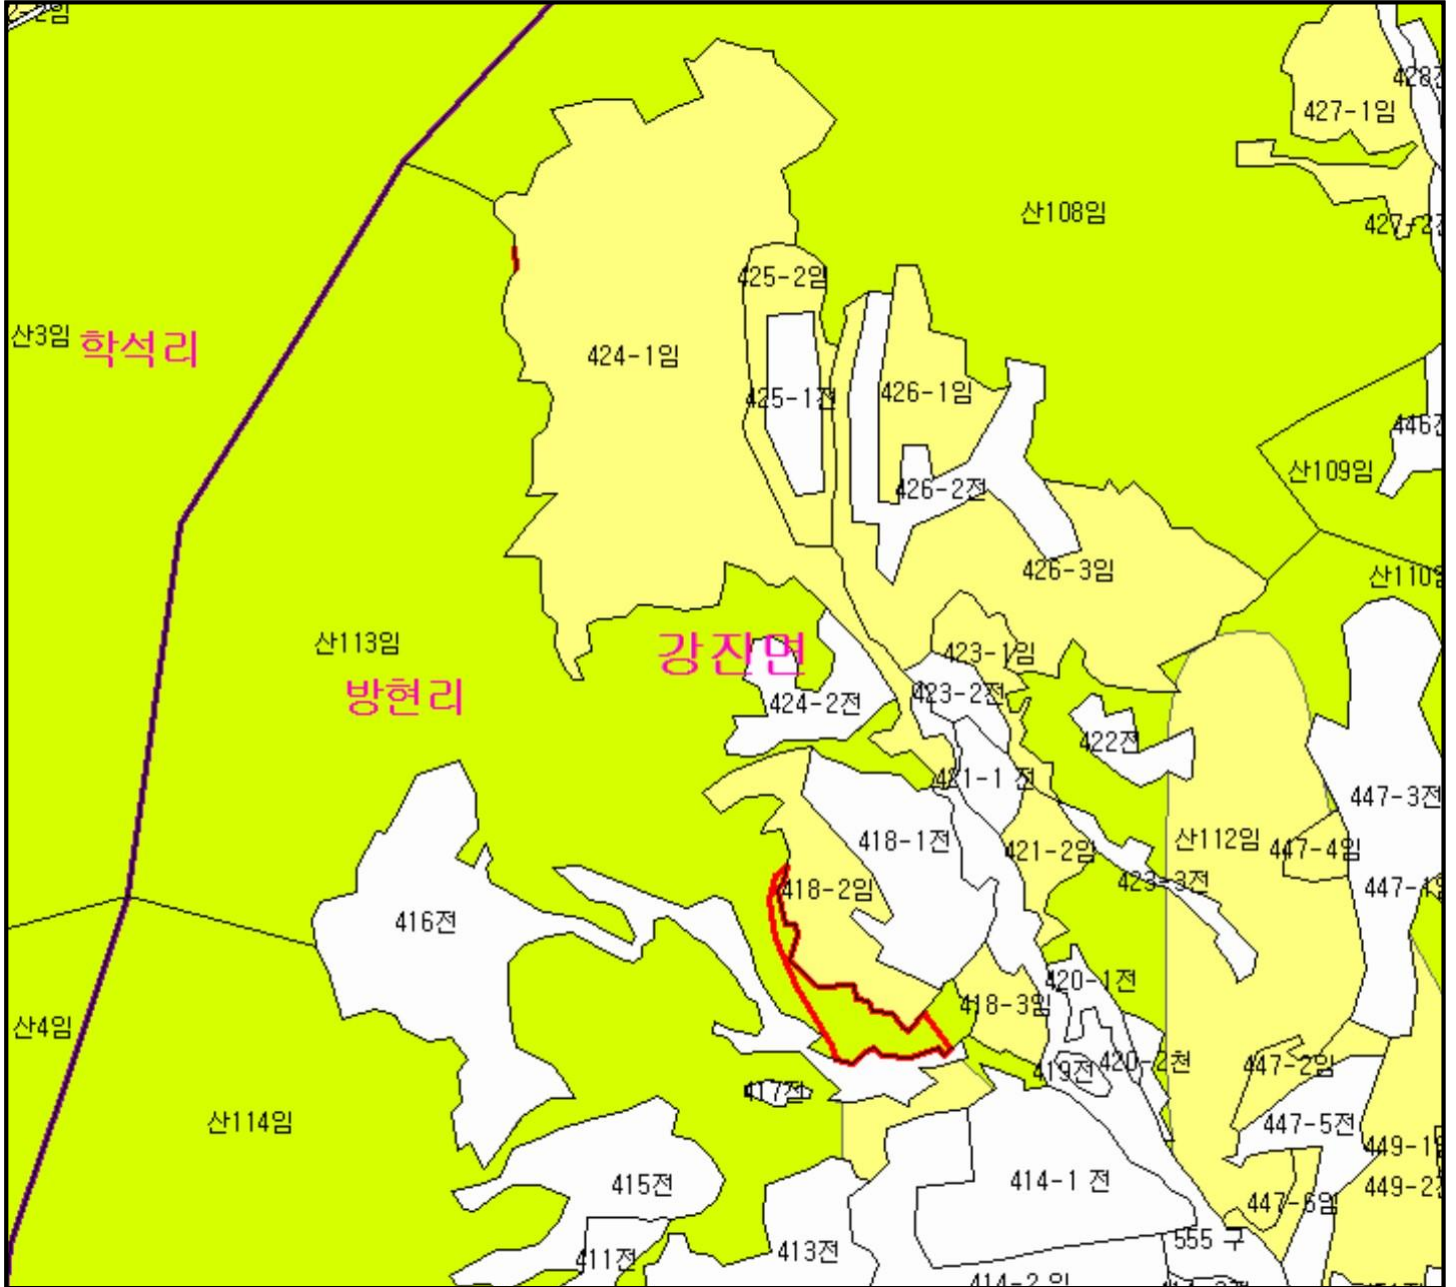 427-1임
산108임
425-2임
산3임
학석리
424-1임
426-1임
425-1전
산109임
426-2전
426-3임
산113임
강진면
423-1임
방현리
423-2전
424-2전
422전
421-1 전
447-3전
418-1전
산112임
447-4임
421-2임
423-3전
418-2임
416전
420-1전
418-3임
산4임
420-2천
447-2임
419전
417전
산114임
447-5전
415전
414-1 전
447-6임
555 구
413전
411전
414-2 임